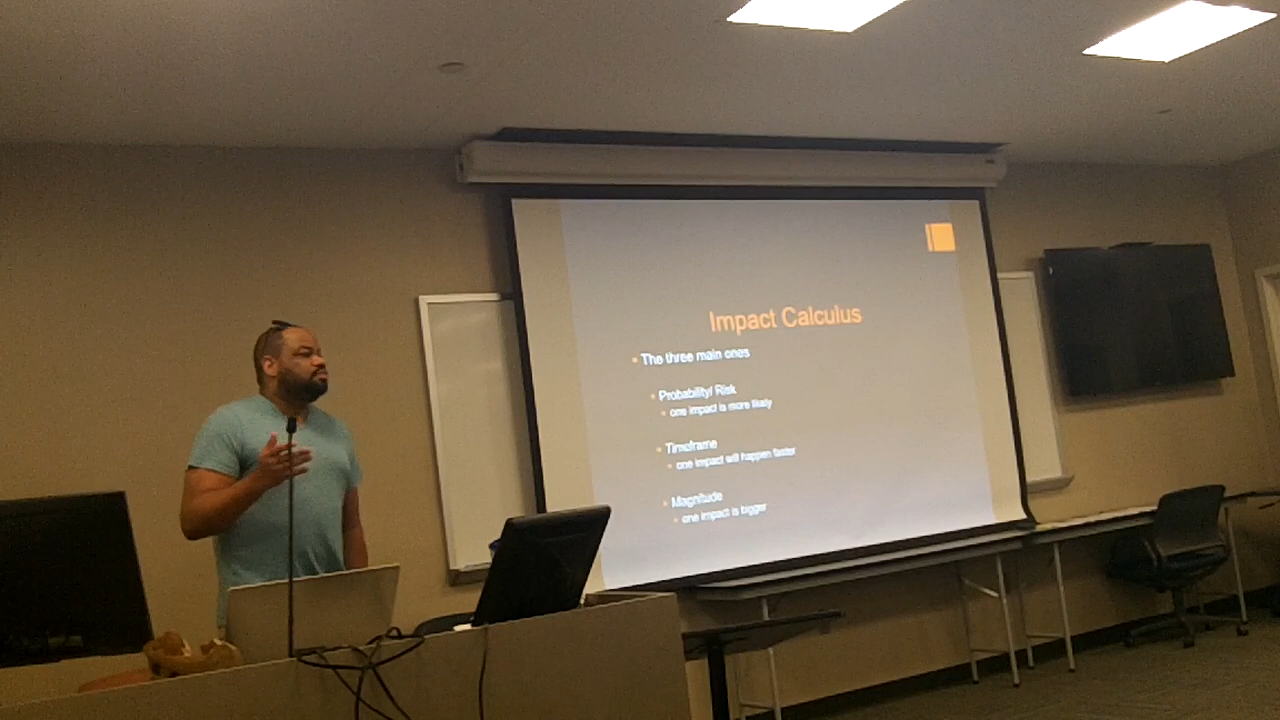 Impact Calculus
The three main ones
Probability/ Risk
one impact is more likely
Timeframe
one impact will happen faster
Magnitude
one impact is bigger